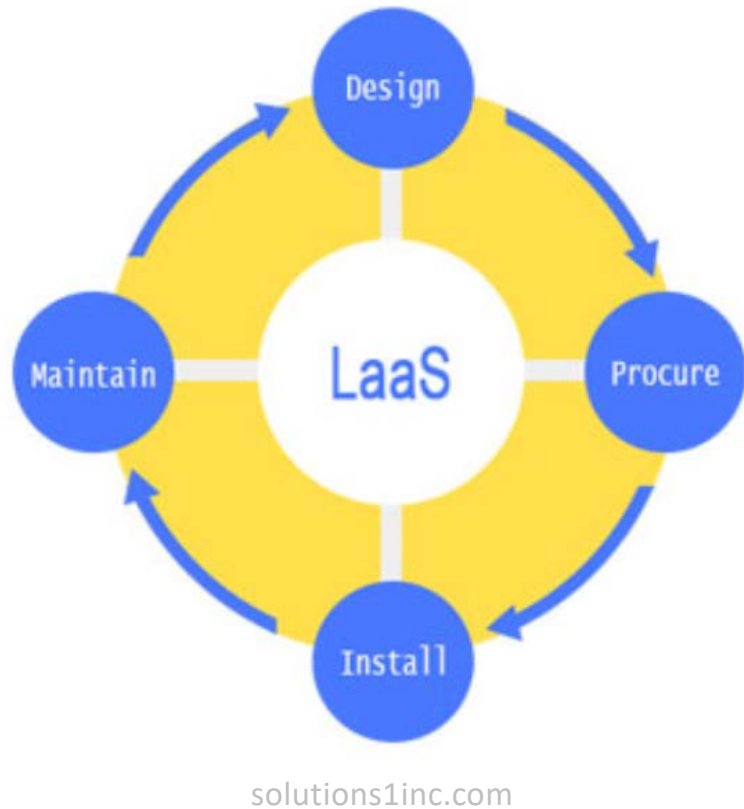 Design
Maintain
LaaS
Procure
Install
solutions1inc.com